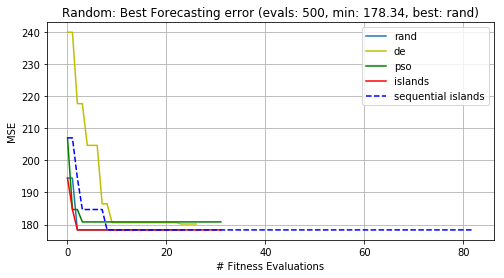 Random: Best Forecasting error (evals: 500, min: 178.34, best: rand)
240
230
220
210
200
190
180
MSE
rand
de
pso
islands
sequential islands
0
20
40
60
80
# Fitness Evaluations